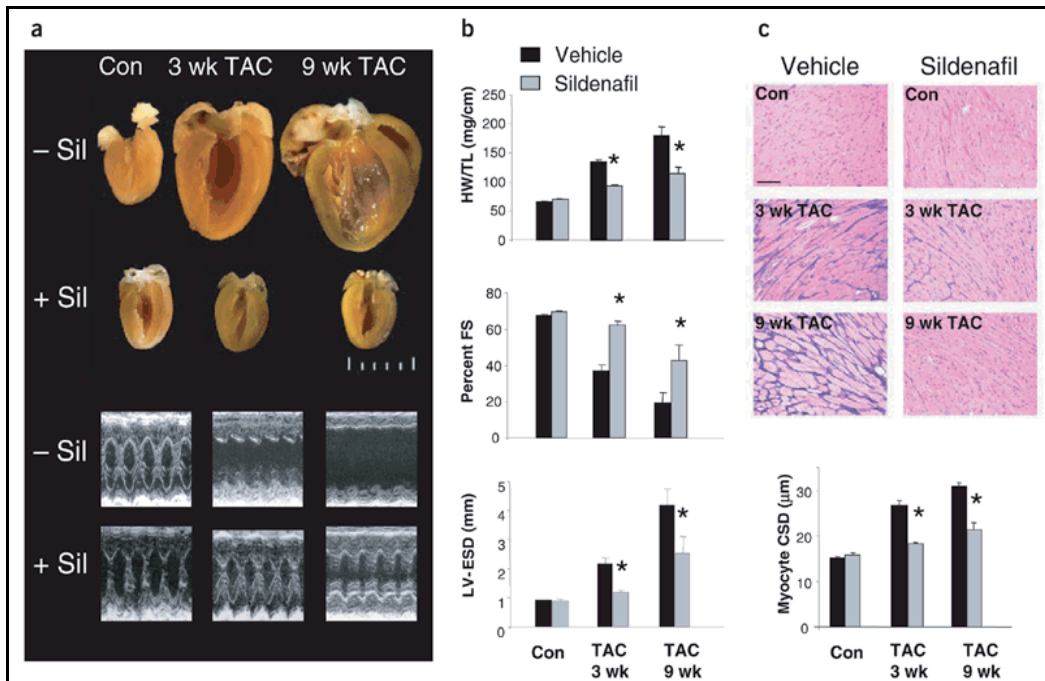 a
Con 3 wk TAC 9 wk TAC
– Sil
+ Sil
– Sil
+ Sil
b
Vehicle
Sildenafil
HW/TL (mg/cm)
250
200
150
100
50
0
*
*
Percent FS
80
60
40
20
0
*
*
LV-ESD (mm)
5
4
3
2
1
0
*
*
Con TAC TAC
3 wk 9 wk
c
Vehicle Sildenafil
Con Con
3 wk TAC 3 wk TAC
9 wk TAC 9 wk TAC
Myocyte CSD (μm)
30
20
10
0
*
*
Con TAC TAC
3 wk 9 wk